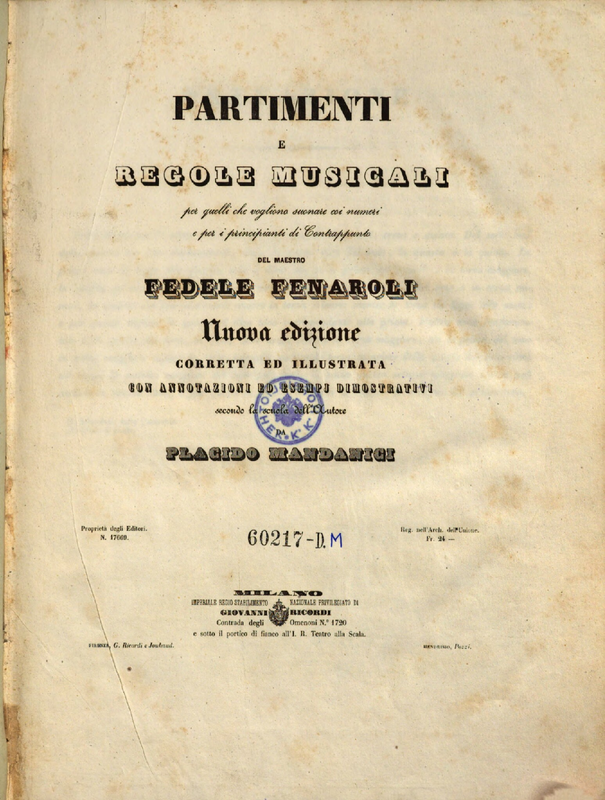 PARTIMENTI
E
REGOLE MUSICALI
per quelli che vogliono suonare coi numeri
e per i principianti di Contrappunto
DEL MAESTRO
FEDELE FENAROLI
Nuova edizione
CORRETTA ED ILLUSTRATA
CON ANNOTAZIONI ED ESEMPJ DIMOSTRATIVI
secondo la scuola dell'Autore
DA
PLACIDO MANDANICI
Proprietà degli Editori.
N. 17669.
60217-D.M
Reg. nell'Arch. dell'Unione.
Fr. 24 —
MILANO
IMPERIALE REGIO STABILIMENTO NAZIONALE PRIVILEGIATO DI
GIOVANNI RICORDI
Contrada degli Omenoni N.° 1720
e sotto il portico di fianco all'I. R. Teatro alla Scala.
G. Ricordi e Jouhaud.
MENDRISIO, Pozzi.